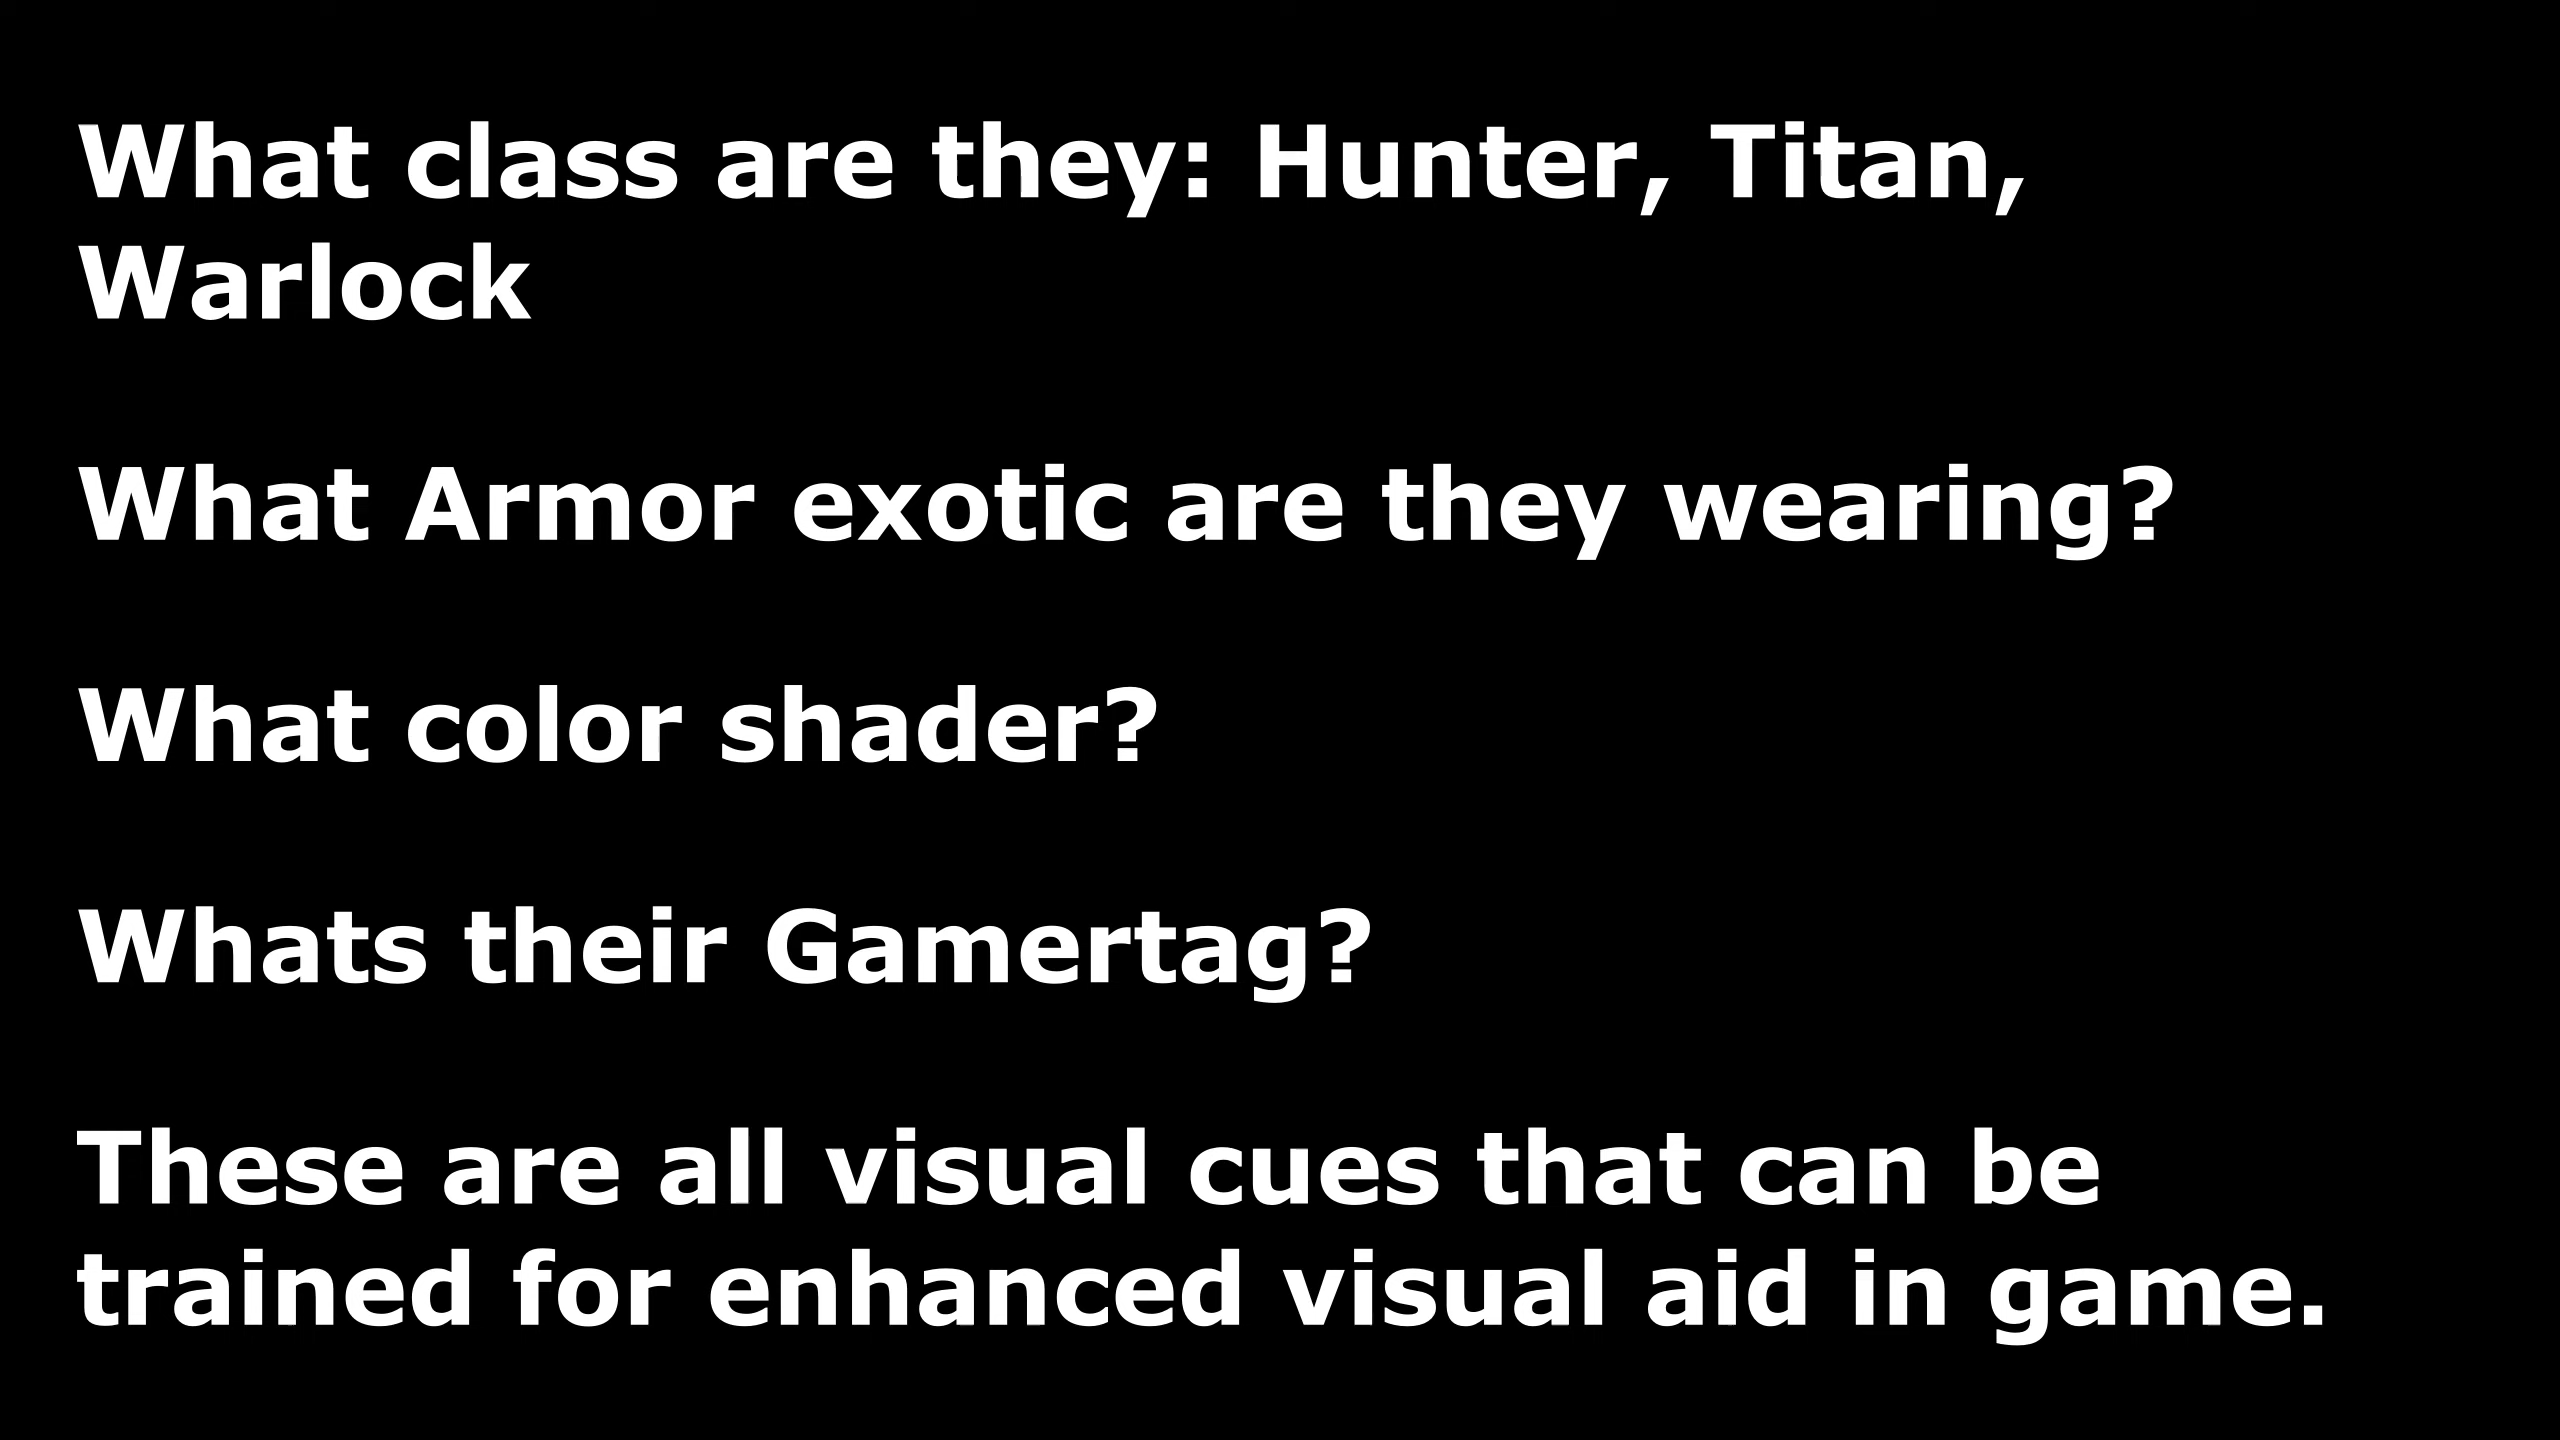 What class are they: Hunter, Titan,
Warlock
What Armor exotic are they wearing?
What color shader?
Whats their Gamertag?
These are all visual cues that can be
trained for enhanced visual aid in game.